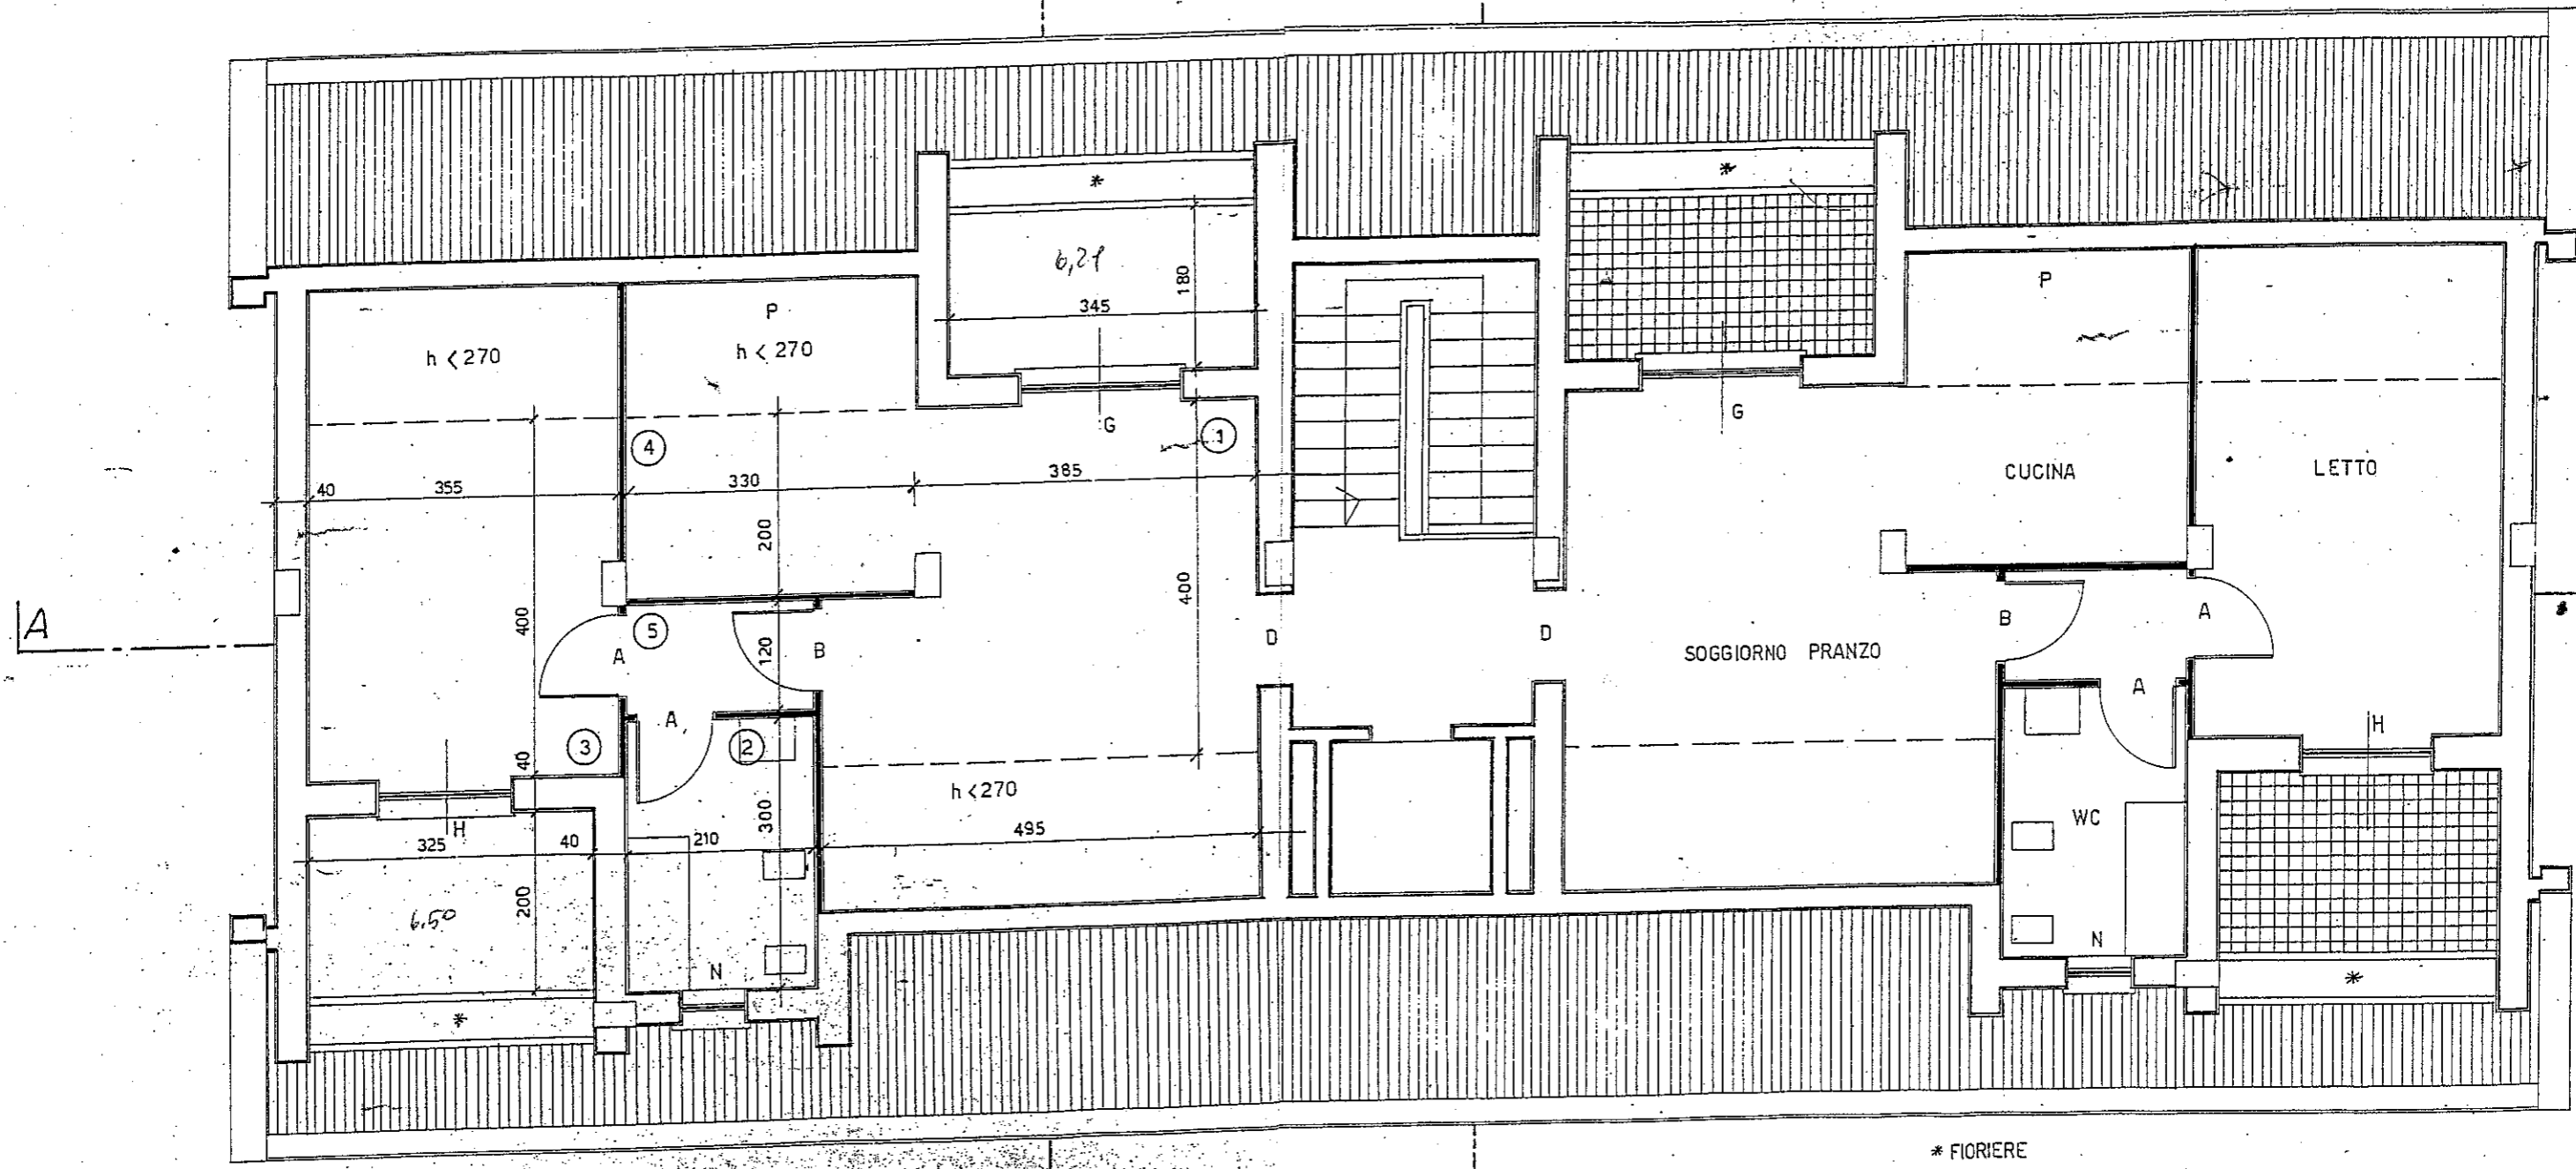 *
*
6,21
180
345
P
h < 270
h < 270
P
G
G
1
4
CUCINA
LETTO
40
355
330
385
200
400
400
A
5
A
120
B
D
D
SOGGIORNO PRANZO
B
A
A
A
2
3
40
H
h < 270
300
WC
H
325
40
210
495
6.50
200
N
N
*
*
* FIORIERE